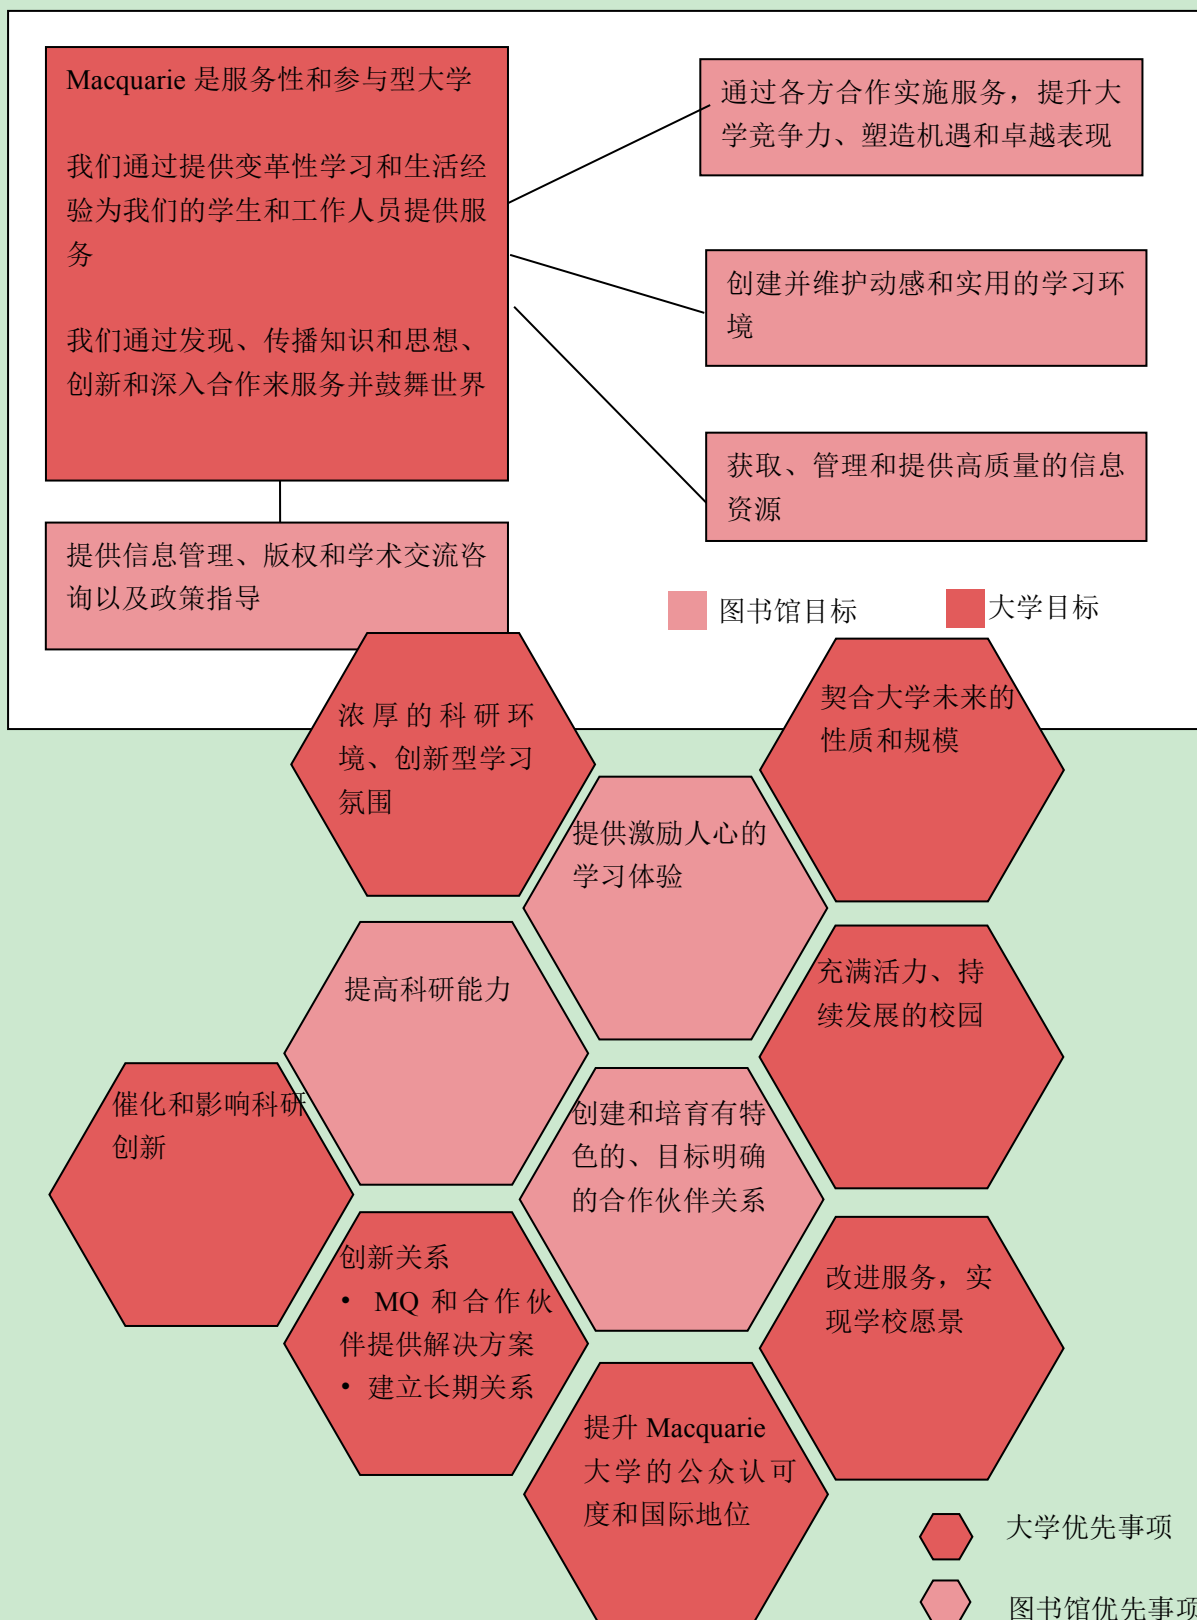 Macquarie 是服务性和参与型大学
我们通过提供变革性学习和生活经
验为我们的学生和工作人员提供服
务
我们通过发现、传播知识和思想、
创新和深入合作来服务并鼓舞世界
通过各方合作实施服务，提升大
学竞争力、塑造机遇和卓越表现
创建并维护动感和实用的学习环
境
获取、管理和提供高质量的信息
资源
提供信息管理、版权和学术交流咨
询以及政策指导
图书馆目标
大学目标
浓厚的科研环
境、创新型学习
氛围
契合大学未来的
性质和规模
提供激励人心的
学习体验
提高科研能力
充满活力、持
续发展的校园
催化和影响科研
创新
创建和培育有特
色的、目标明确
的合作伙伴关系
创新关系
• MQ 和合作伙
伴提供解决方案
• 建立长期关系
改进服务，实
现学校愿景
提升 Macquarie
大学的公众认可
度和国际地位
大学优先事项
图书馆优先事项